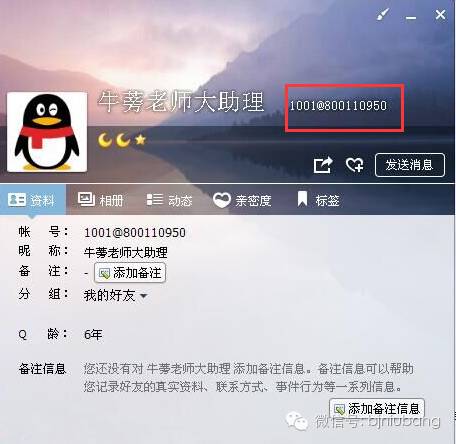 牛蒡老师大助理 1001@800110950
发送消息
资料 相册 动态 亲密度 标签
帐 号： 1001@800110950
昵 称： 牛蒡老师大助理
备 注： - 添加备注
分 组： 我的好友
Q 龄： 6年
备注信息 您还没有对 牛蒡老师大助理 添加备注信息。备注信息可以帮助
您记录好友的真实资料、联系方式、事件行为等一系列信息。
添加备注信息
微信号: bjniubang